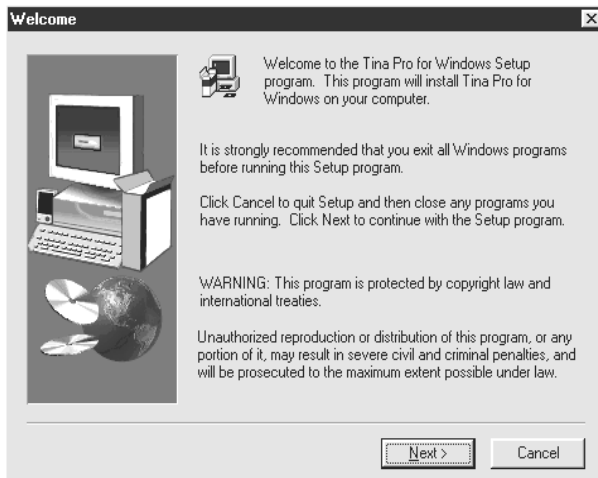 Welcome
Welcome to the Tina Pro for Windows Setup
program. This program will install Tina Pro for
Windows on your computer.
It is strongly recommended that you exit all Windows programs
before running this Setup program.
Click Cancel to quit Setup and then close any programs you
have running. Click Next to continue with the Setup program.
WARNING: This program is protected by copyright law and
international treaties.
Unauthorized reproduction or distribution of this program, or any
portion of it, may result in severe civil and criminal penalties, and
will be prosecuted to the maximum extent possible under law.
Next >
Cancel